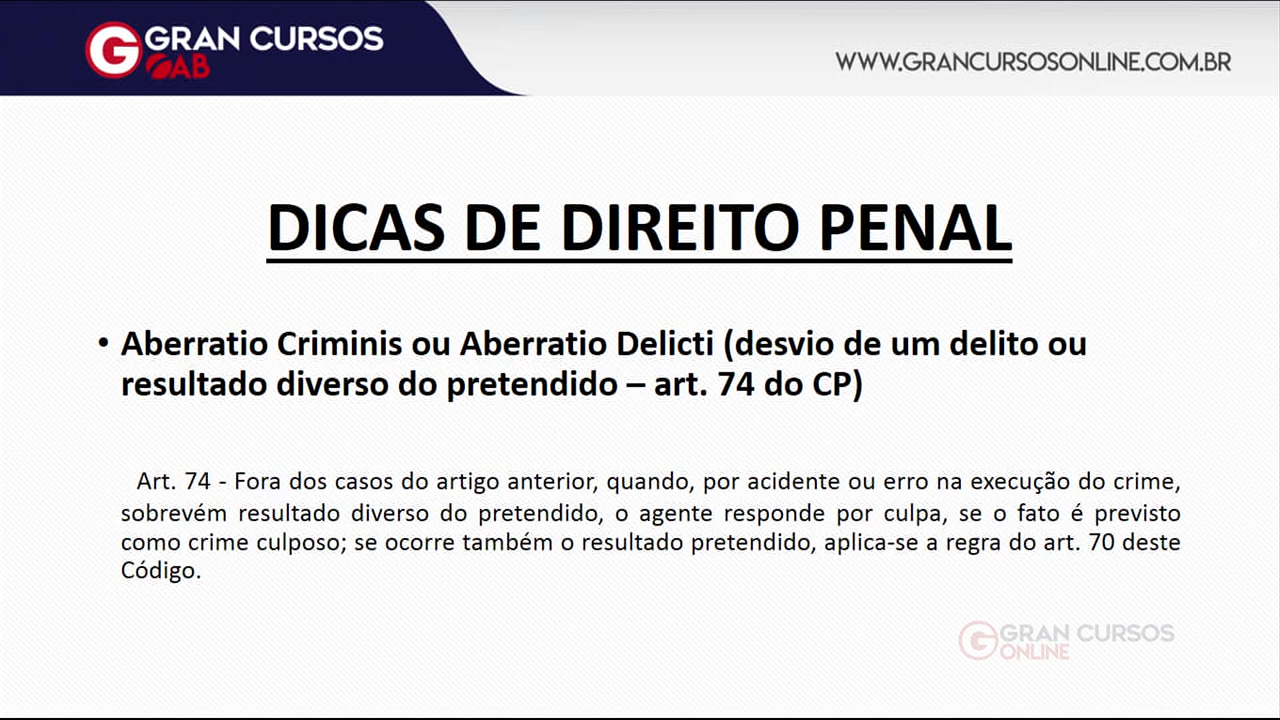 GRAN CURSOS
OAB
WWW.GRANCURSOSONLINE.COM.BR
DICAS DE DIREITO PENAL
• Aberratio Criminis ou Aberratio Delicti (desvio de um delito ou
resultado diverso do pretendido – art. 74 do CP)
Art. 74 - Fora dos casos do artigo anterior, quando, por acidente ou erro na execução do crime,
sobrevém resultado diverso do pretendido, o agente responde por culpa, se o fato é previsto
como crime culposo; se ocorre também o resultado pretendido, aplica-se a regra do art. 70 deste
Código.
GRAN CURSOS
ONLINE